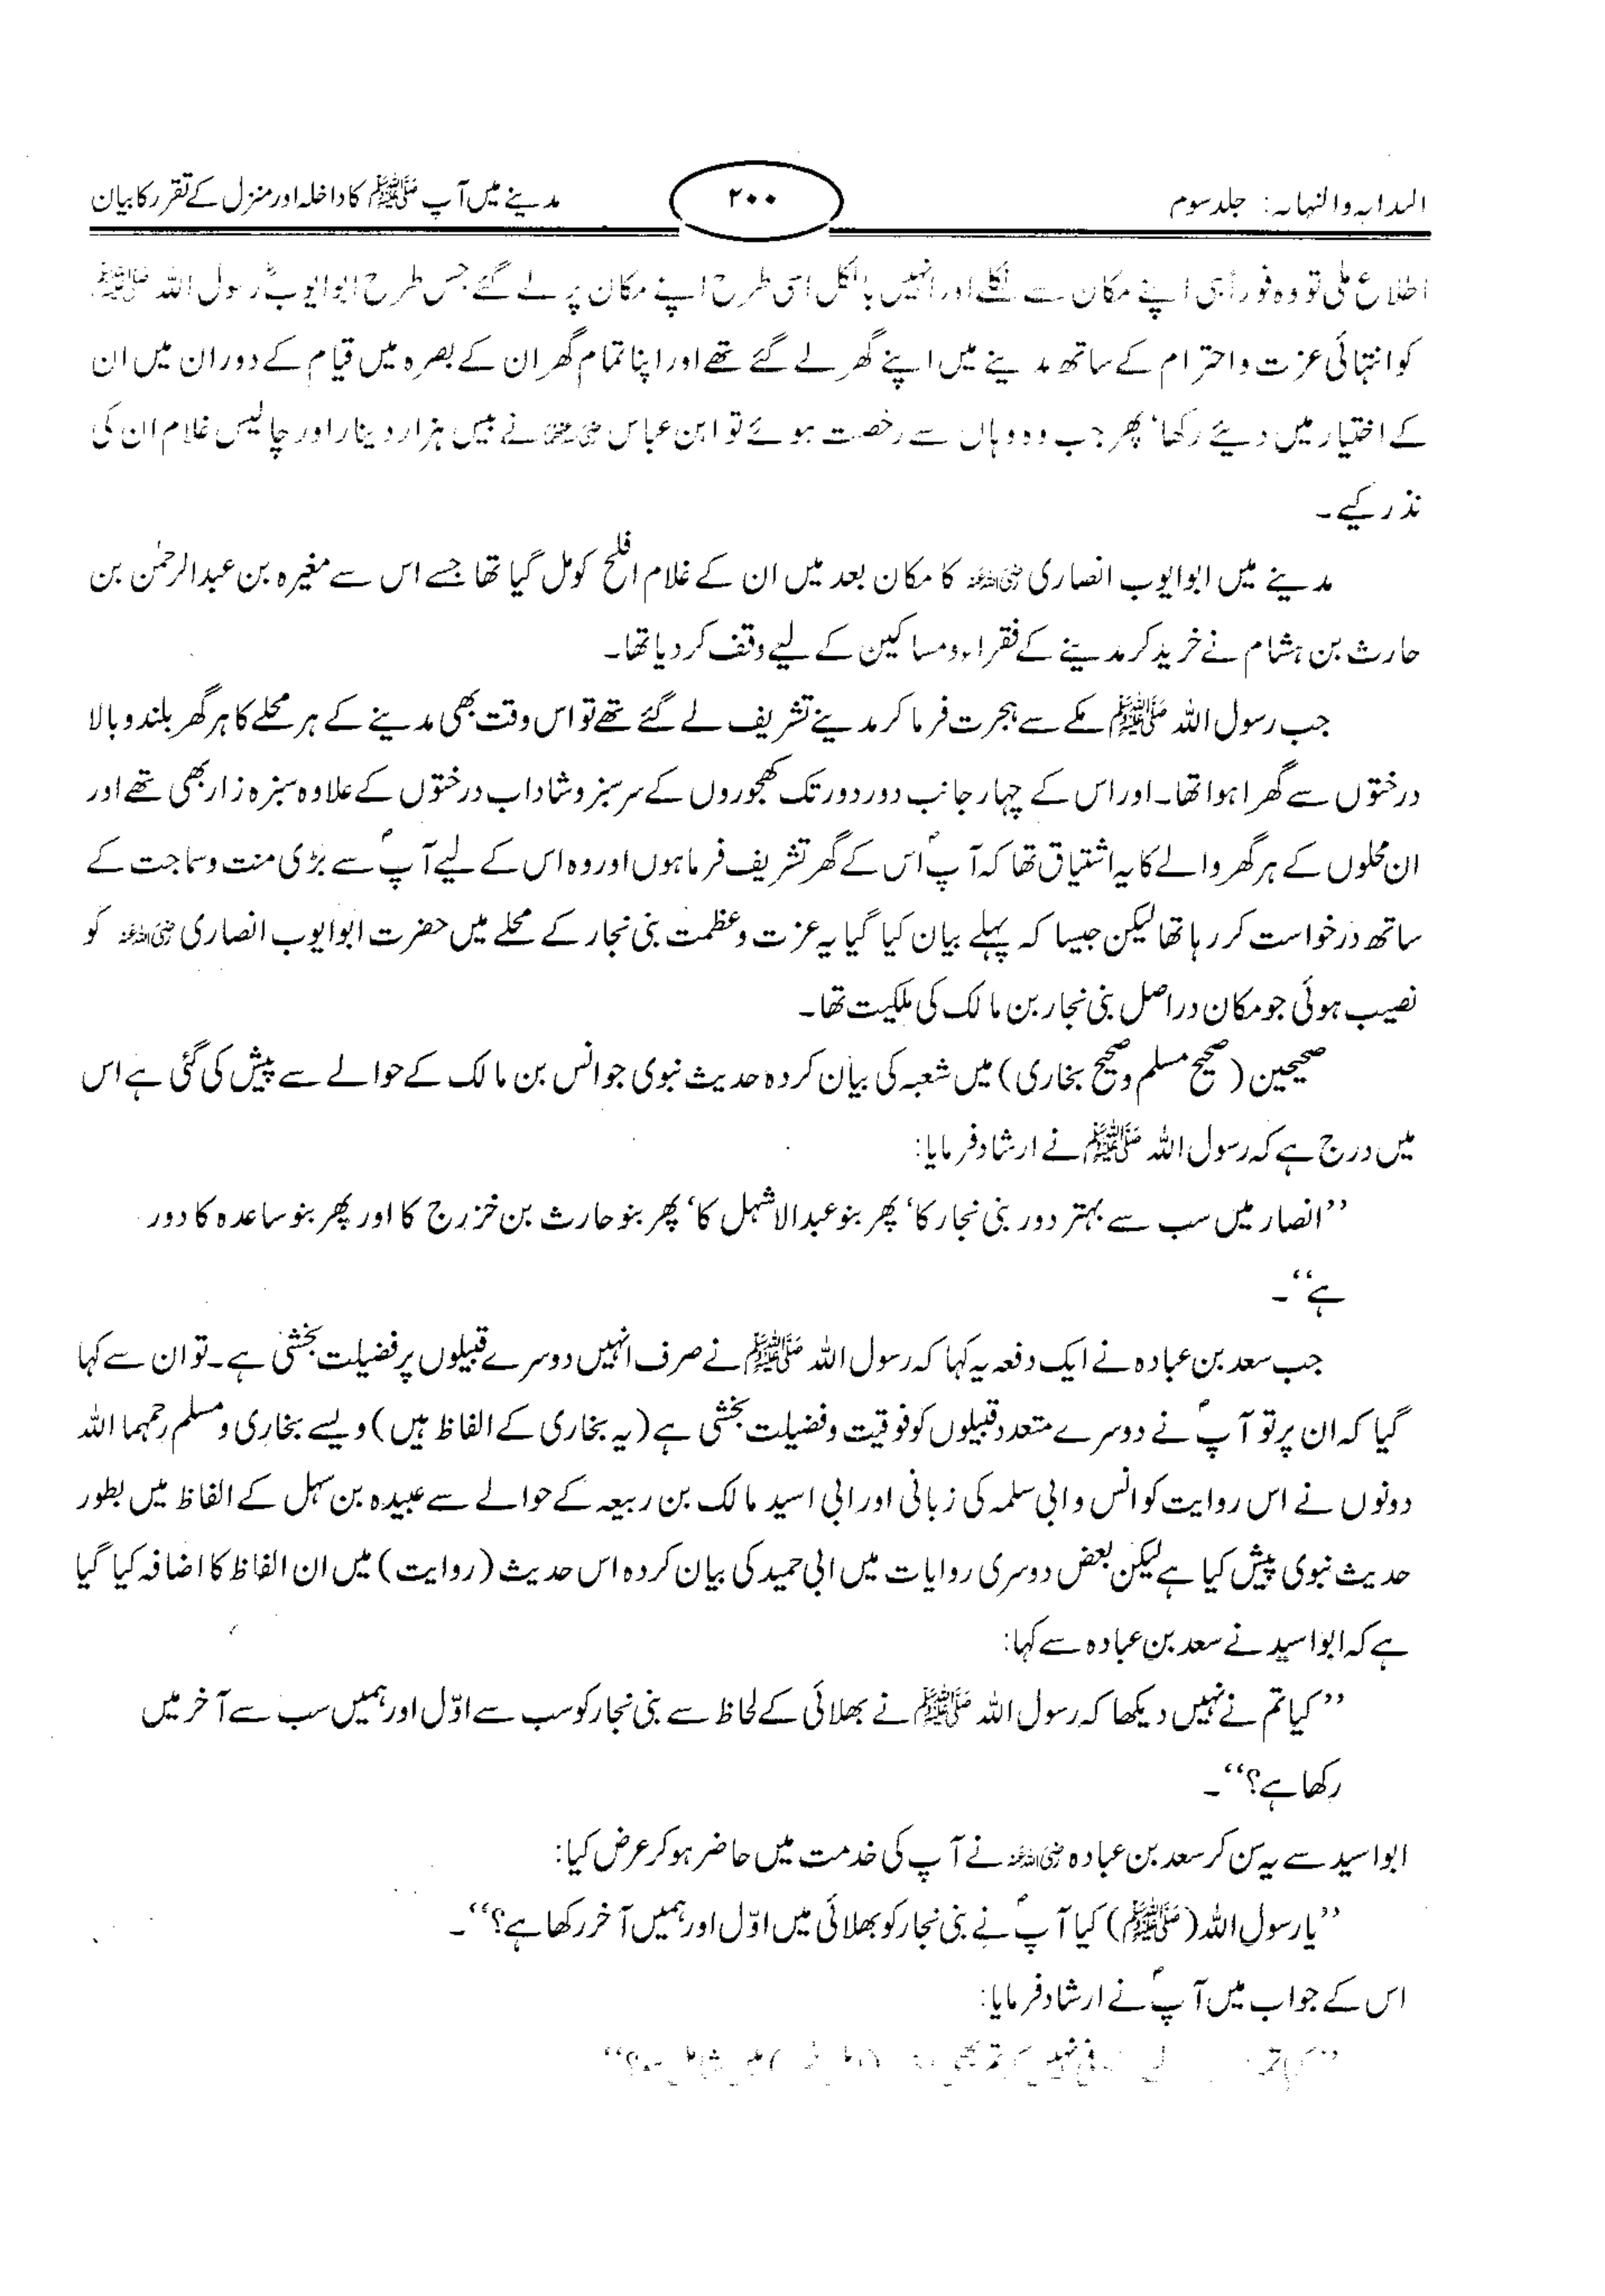 البدایہ والنہایہ: جلد سوم
۲۰۰
مدینے میں آپ ﷺ کا داخلہ اور منزل کے تقرر کا بیان
اطلاع ملی تو وہ فوراً ہی اپنے مکان سے نکلے اور انہیں بالکل اسی طرح اپنے مکان پر لے گئے جس طرح ابوایوبؓ رسول اللہ ﷺ
کو انتہائی عزت و احترام کے ساتھ مدینے میں اپنے گھر لے گئے تھے اور اپنا تمام گھر ان کے بصرہ میں قیام کے دوران میں ان
کے اختیار میں دیئے رکھا' پھر جب وہ وہاں سے رخصت ہوئے تو ابن عباس رضی اللہ عنہ نے بیس ہزار دینار اور چالیس غلام ان کی
نذر کیے۔
مدینے میں ابوایوب انصاری رضی اللہ عنہ کا مکان بعد میں ان کے غلام افلح کو مل گیا تھا جسے اس سے مغیرہ بن عبدالرحمٰن بن
حارث بن ہشام نے خرید کر مدینے کے فقراء و مساکین کے لیے وقف کر دیا تھا۔
جب رسول اللہ ﷺ مکے سے ہجرت فرما کر مدینے تشریف لے گئے تھے تو اس وقت بھی مدینے کے ہر محلے کا ہر گھر بلند و بالا
درختوں سے گھرا ہوا تھا۔ اور اس کے چہار جانب دور دور تک کھجوروں کے سرسبز و شاداب درختوں کے علاوہ سبزہ زار بھی تھے اور
ان محلوں کے ہر گھر والے کا یہ اشتیاق تھا کہ آپؐ اس کے گھر تشریف فرما ہوں اور وہ اس کے لیے آپؐ سے بڑی منت و سماجت کے
ساتھ درخواست کر رہا تھا لیکن جیسا کہ پہلے بیان کیا گیا یہ عزت و عظمت بنی نجار کے محلے میں حضرت ابوایوب انصاری رضی اللہ عنہ کو
نصیب ہوئی جو مکان دراصل بنی نجار بن مالک کی ملکیت تھا۔
صحیحین (صحیح مسلم و صحیح بخاری) میں شعبہ کی بیان کردہ حدیث نبوی جو انس بن مالک کے حوالے سے پیش کی گئی ہے اس
میں درج ہے کہ رسول اللہ ﷺ نے ارشاد فرمایا:
’’انصار میں سب سے بہتر دور بنی نجار کا' پھر بنو عبدالاشہل کا' پھر بنو حارث بن خزرج کا اور پھر بنو ساعدہ کا دور
ہے‘‘۔
جب سعد بن عبادہ نے ایک دفعہ یہ کہا کہ رسول اللہ ﷺ نے صرف انہیں دوسرے قبیلوں پر فضیلت بخشی ہے۔ تو ان سے کہا
گیا کہ ان پر تو آپؐ نے دوسرے متعدد قبیلوں کو فوقیت و فضیلت بخشی ہے (یہ بخاری کے الفاظ ہیں) ویسے بخاری و مسلم رحمہما اللہ
دونوں نے اس روایت کو انس و ابی سلمہ کی زبانی اور ابی اسید مالک بن ربیعہ کے حوالے سے عبیدہ بن سہل کے الفاظ میں بطور
حدیث نبوی پیش کیا ہے لیکن بعض دوسری روایات میں ابی حمید کی بیان کردہ اس حدیث (روایت) میں ان الفاظ کا اضافہ کیا گیا
ہے کہ ابواسید نے سعد بن عبادہ سے کہا:
’’کیا تم نے نہیں دیکھا کہ رسول اللہ ﷺ نے بھلائی کے لحاظ سے بنی نجار کو سب سے اوّل اور ہمیں سب سے آخر میں
رکھا ہے؟‘‘۔
ابواسید سے یہ سن کر سعد بن عبادہ رضی اللہ عنہ نے آپ کی خدمت میں حاضر ہو کر عرض کیا:
’’یا رسول اللہ (ﷺ) کیا آپؐ نے بنی نجار کو بھلائی میں اوّل اور ہمیں آخر رکھا ہے؟‘‘۔
اس کے جواب میں آپؐ نے ارشاد فرمایا: